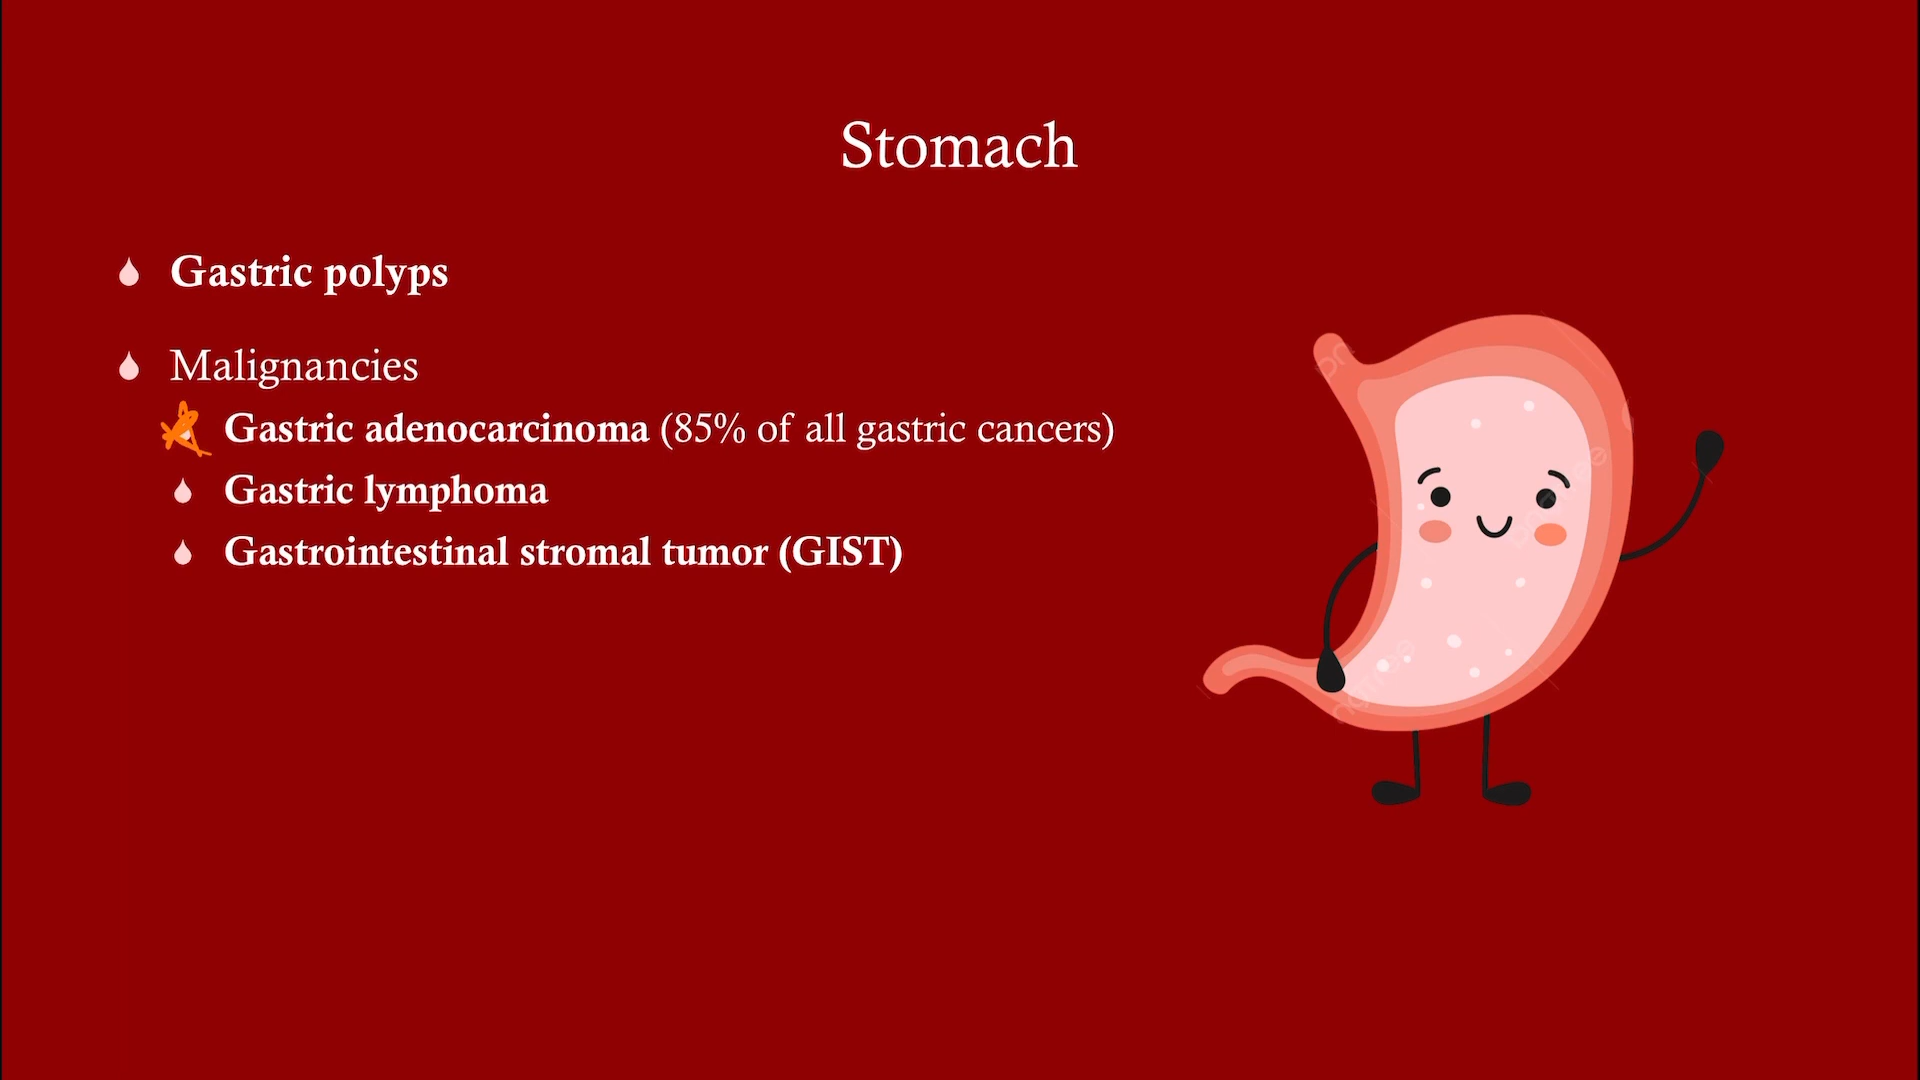 Stomach
Gastric polyps
Malignancies
Gastric adenocarcinoma (85% of all gastric cancers)
Gastric lymphoma
Gastrointestinal stromal tumor (GIST)